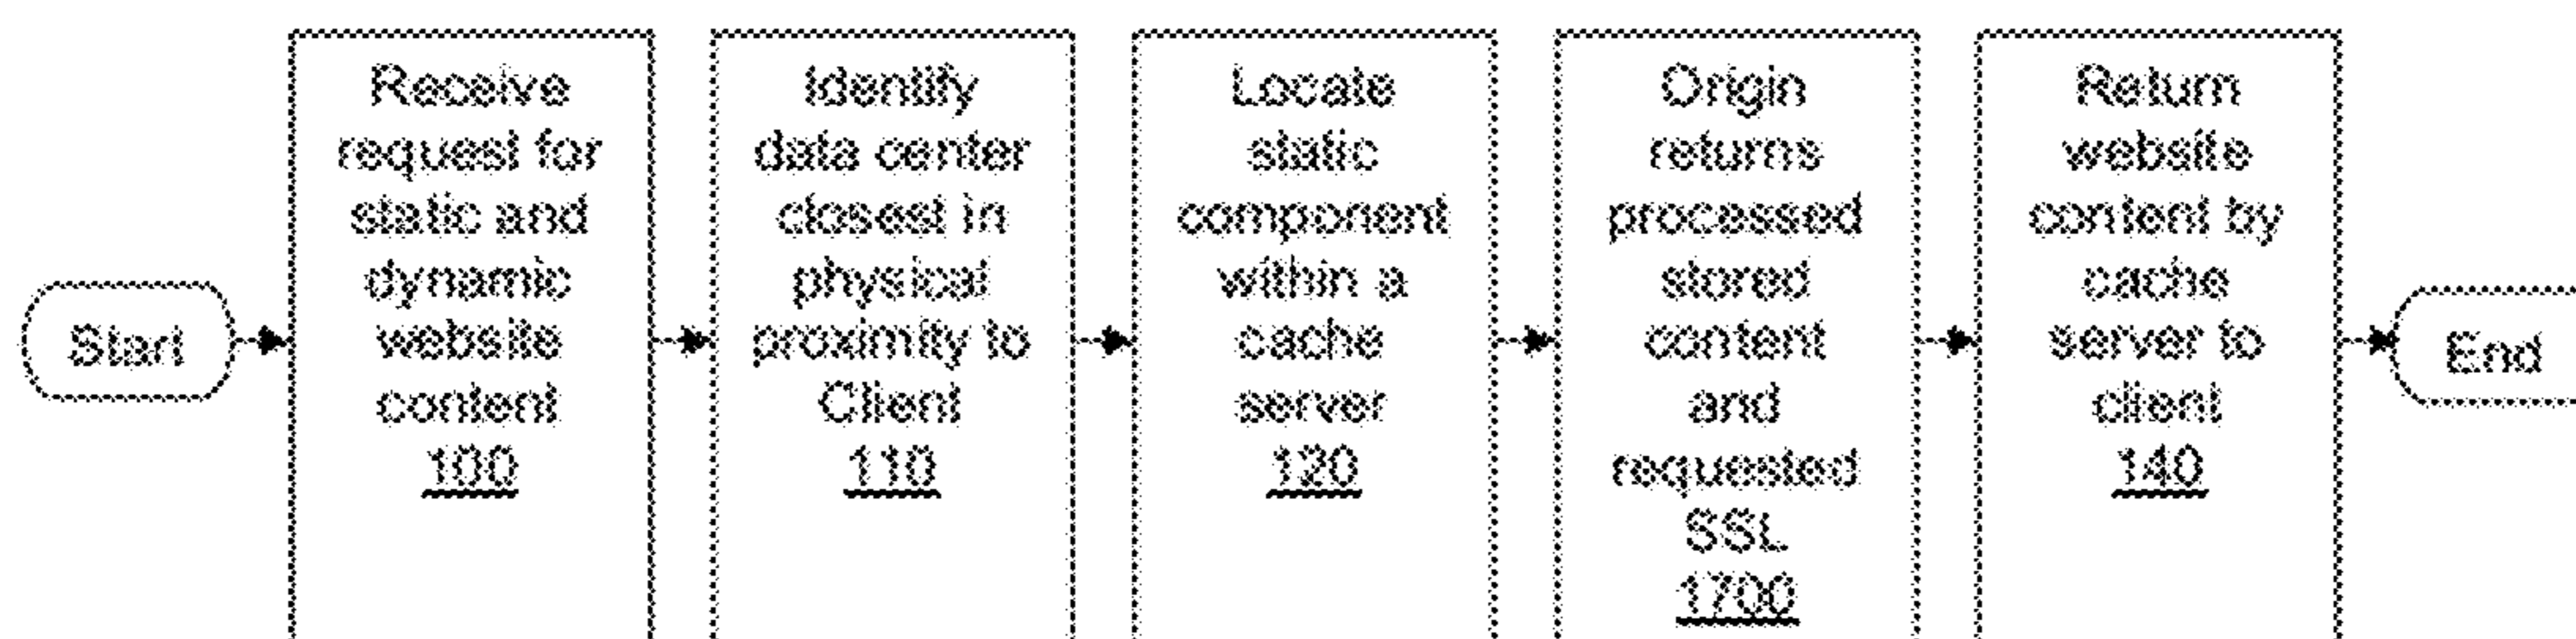 Start
Receive
request for
static and
dynamic
website
content
100
Identify
data center
closest in
physical
proximity to
Client
110
Locate
static
component
within a
cache
server
120
Origin
returns
processed
stored
content
and
requested
SSL
1700
Return
website
content by
cache
server to
client
140
End